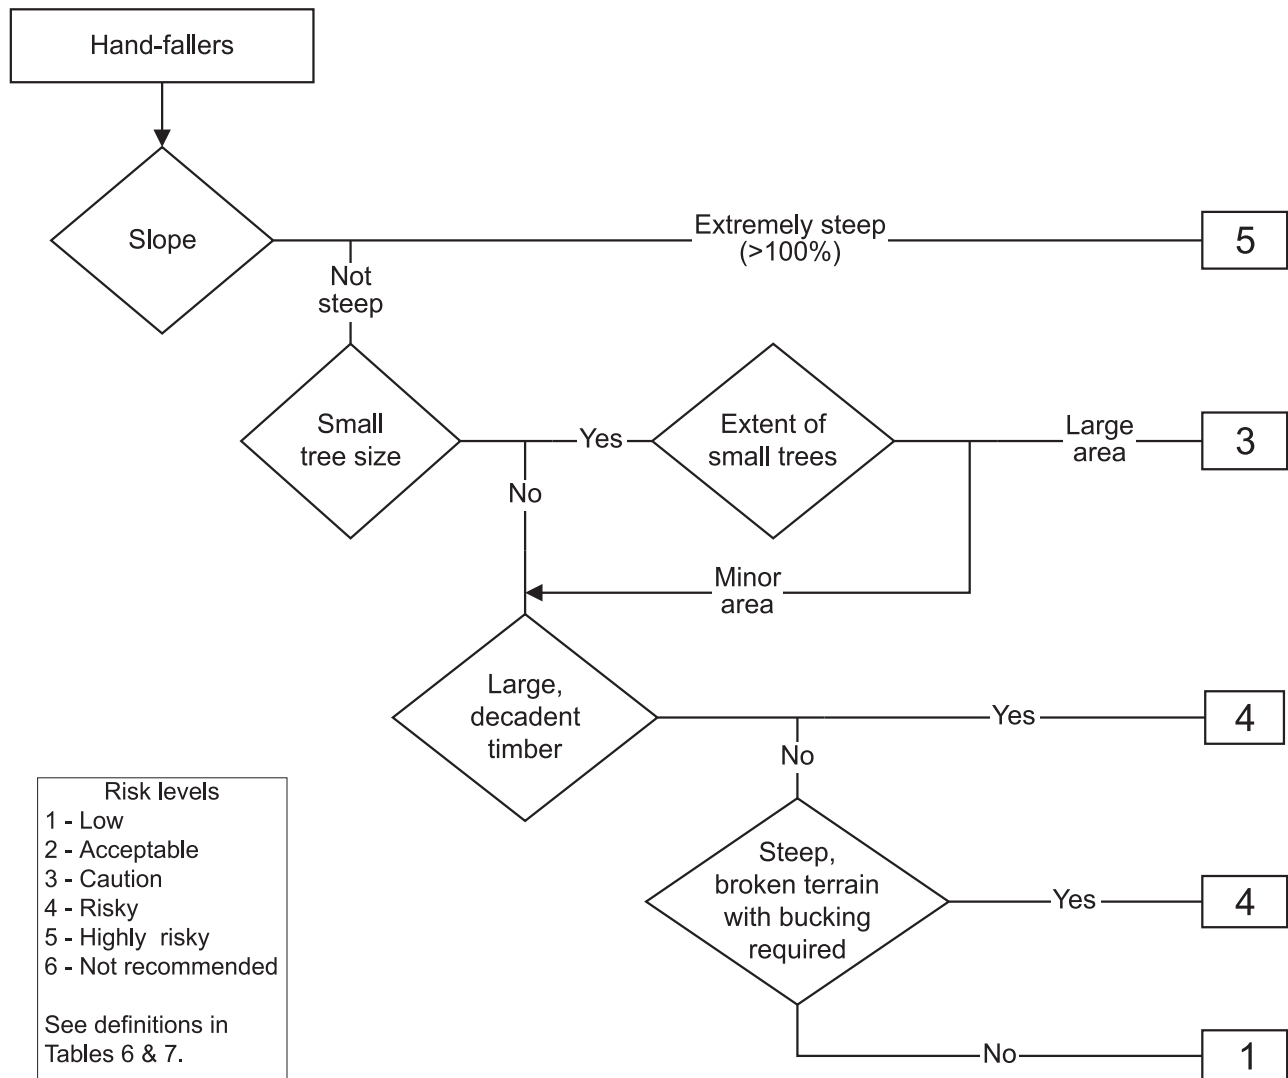 Hand-fallers
Slope
Extremely steep
(>100%)
5
Not
steep
Small
tree size
Yes
Extent of
small trees
Large
area
3
No
Minor
area
Large,
decadent
timber
Yes
4
No
Steep,
broken terrain
with bucking
required
Yes
4
No
1
Risk levels
1 - Low
2 - Acceptable
3 - Caution
4 - Risky
5 - Highly risky
6 - Not recommended
See definitions in
Tables 6 & 7.